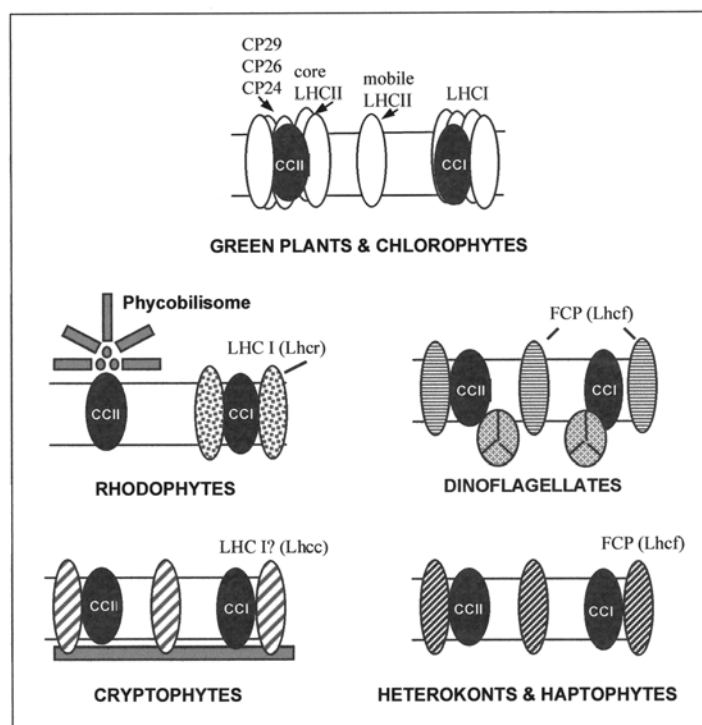 CP29
CP26
CP24
core
LHCII
mobile
LHCII
LHCI
CCII
CCI
GREEN PLANTS & CHLOROPHYTES
Phycobilisome
LHC I (Lhcr)
CCII
CCI
RHODOPHYTES
FCP (Lhcf)
CCII
CCI
DINOFLAGELLATES
LHC I? (Lhcc)
CCII
CCI
CRYPTOPHYTES
FCP (Lhcf)
CCII
CCI
HETEROKONTS & HAPTOPHYTES